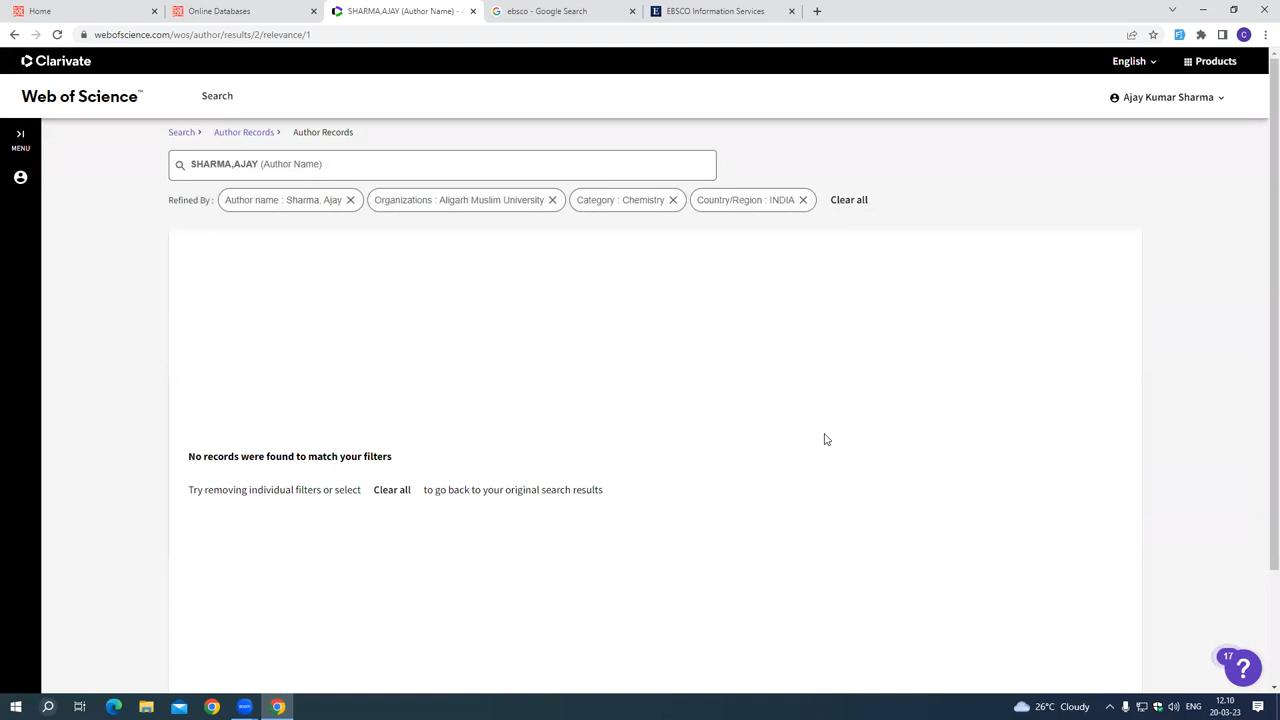 Home
Online Databases
SHARMA,AJAY (Author Name) -
ebsco - Google Search
EBSCO Information Services
webofscience.com/wos/author/results/2/relevance/1
Clarivate
English
Products
Web of Science™
Search
Ajay Kumar Sharma
MENU
Search > Author Records > Author Records
SHARMA,AJAY (Author Name)
Refined By : Author name : Sharma, Ajay Organizations : Aligarh Muslim University Category : Chemistry Country/Region : INDIA Clear all
No records were found to match your filters
Try removing individual filters or select Clear all to go back to your original search results
17
?
26°C Cloudy
ENG
12.10
20-03-23